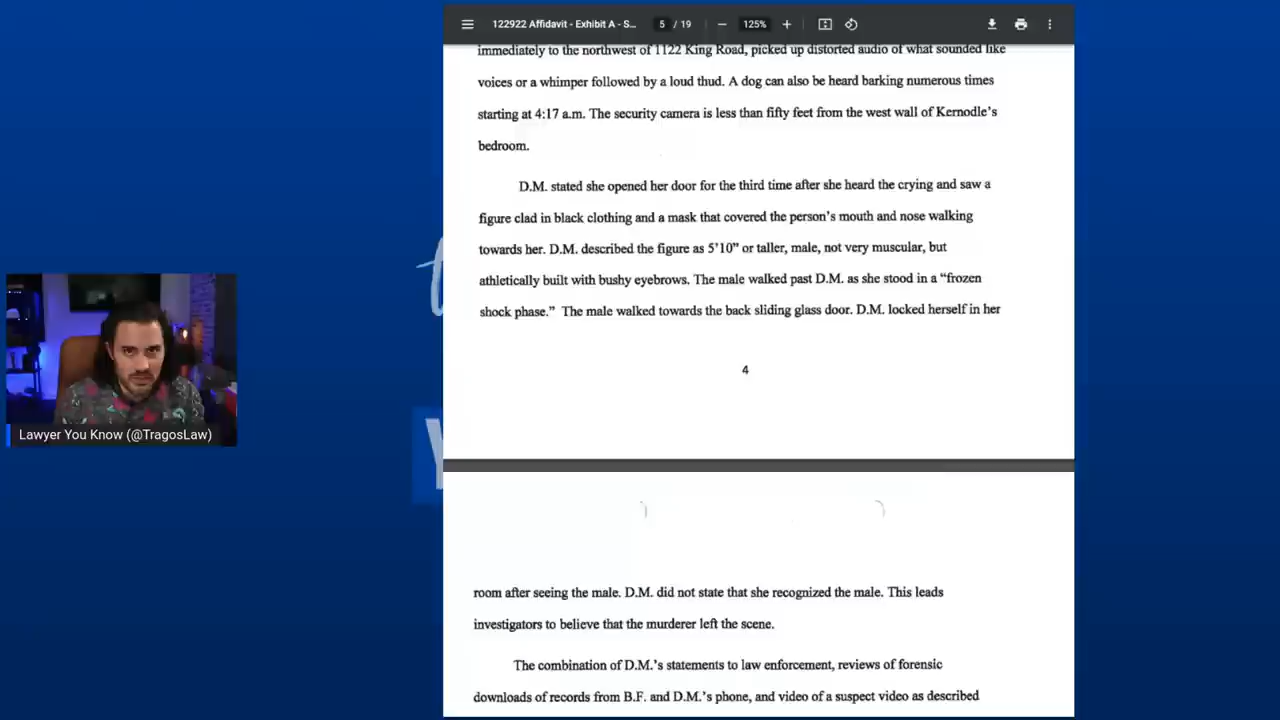 122922 Affidavit - Exhibit A - S... 5 / 19 125%
immediately to the northwest of 1122 King Road, picked up distorted audio of what sounded like
voices or a whimper followed by a loud thud. A dog can also be heard barking numerous times
starting at 4:17 a.m. The security camera is less than fifty feet from the west wall of Kernodle's
bedroom.
D.M. stated she opened her door for the third time after she heard the crying and saw a
figure clad in black clothing and a mask that covered the person's mouth and nose walking
towards her. D.M. described the figure as 5'10" or taller, male, not very muscular, but
athletically built with bushy eyebrows. The male walked past D.M. as she stood in a "frozen
shock phase." The male walked towards the back sliding glass door. D.M. locked herself in her
4
room after seeing the male. D.M. did not state that she recognized the male. This leads
investigators to believe that the murderer left the scene.
The combination of D.M.'s statements to law enforcement, reviews of forensic
downloads of records from B.F. and D.M.'s phone, and video of a suspect video as described
Lawyer You Know (@TragosLaw)